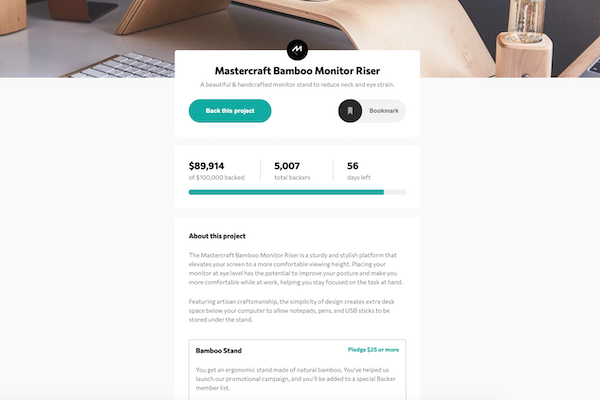 Mastercraft Bamboo Monitor Riser
A beautiful & handcrafted monitor stand to reduce neck and eye strain.
Back this project
Bookmark
$89,914
of $100,000 backed
5,007
total backers
56
days left
About this project
The Mastercraft Bamboo Monitor Riser is a sturdy and stylish platform that
elevates your screen to a more comfortable viewing height. Placing your
monitor at eye level has the potential to improve your posture and make you
more comfortable while at work, helping you stay focused on the task at hand.
Featuring artisan craftsmanship, the simplicity of design creates extra desk
space below your computer to allow notepads, pens, and USB sticks to be
stored under the stand.
Bamboo Stand
Pledge $25 or more
You get an ergonomic stand made of natural bamboo. You've helped us
launch our promotional campaign, and you'll be added to a special Backer
member list.